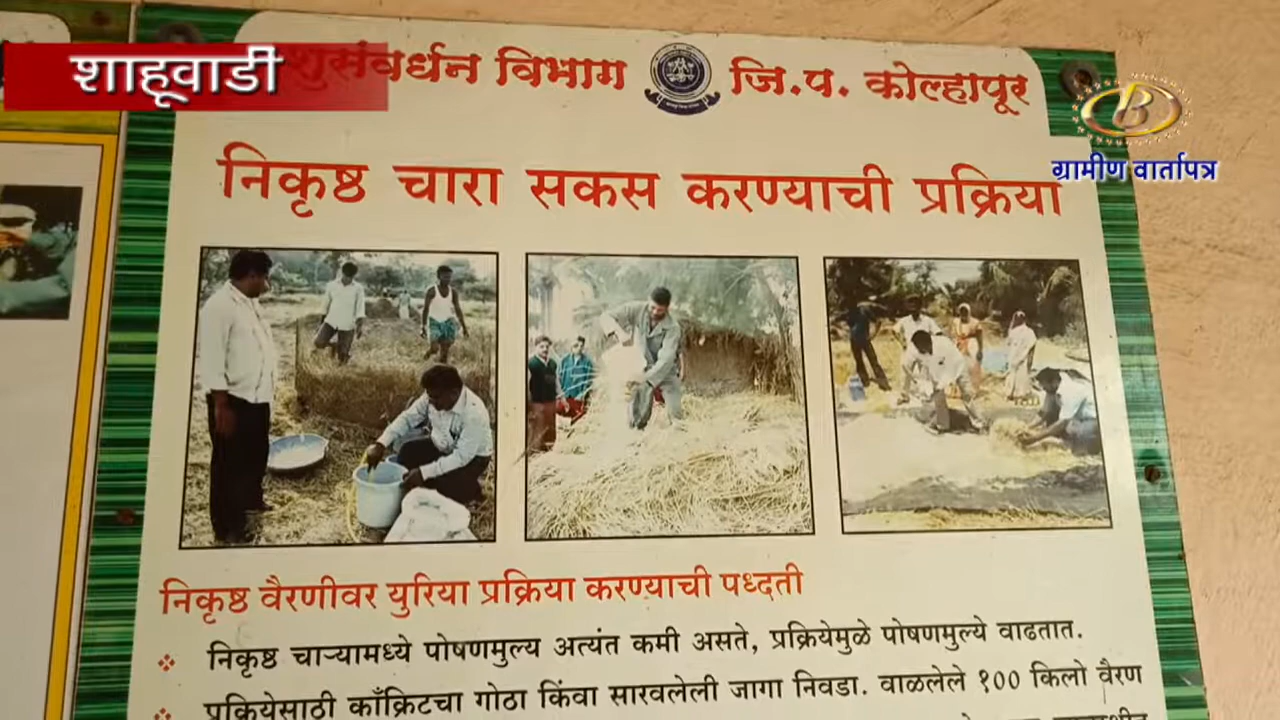 शाहूवाडी
शुसंवर्धन विभाग जि.प. कोल्हापूर
B
ग्रामीण वार्तापत्र
निकृष्ठ चारा सकस करण्याची प्रक्रिया
निकृष्ठ वैरणीवर युरिया प्रक्रिया करण्याची पध्दती
निकृष्ठ चाऱ्यामध्ये पोषणमुल्य अत्यंत कमी असते, प्रक्रियेमुळे पोषणमुल्ये वाढतात.
प्रक्रियेसाठी काँक्रिटचा गोठा किंवा सारवलेली जागा निवडा. वाळलेले १०० किलो वैरण